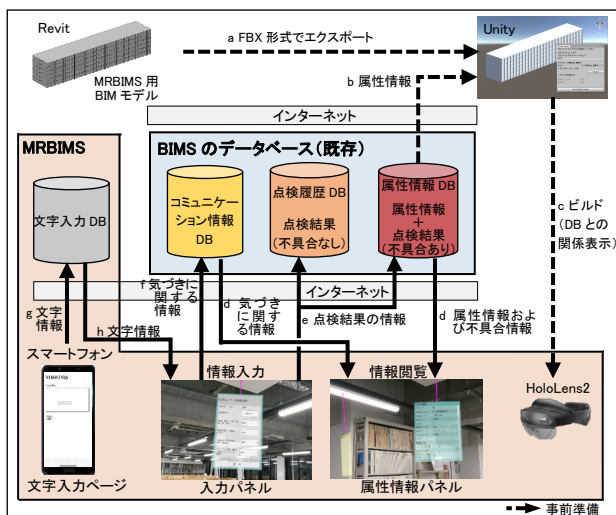 Revit
a FBX 形式でエクスポート
Unity
MRBIMS 用
BIM モデル
b 属性情報
インターネット
MRBIMS
BIMS のデータベース(既存)
文字入力 DB
コミュニケー
ション情報
DB
点検履歴 DB
点検結果
(不具合なし)
属性情報 DB
属性情報
+
点検結果
(不具合あり)
c ビルド
(DB との
関係表示)
インターネット
f 気づきに
関する
情報
d 気づき
に関す
る情報
e 点検結果の情報
d 属性情報およ
び不具合情報
g 文字
情報
h 文字情報
スマートフォン
情報入力
情報閲覧
HoloLens2
MRBIMS
文字入力ページ
入力パネル
属性情報パネル
事前準備